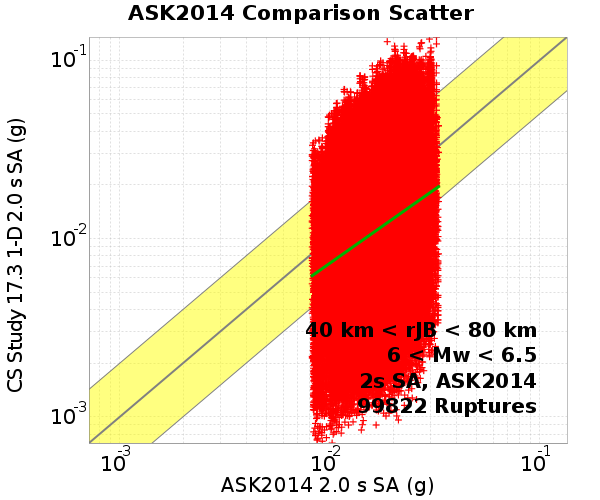 ASK2014 Comparison Scatter
CS Study 17.3 1-D 2.0 s SA (g)
10-1
10-2
10-3
40 km < rJB < 80 km
6 < Mw < 6.5
2s SA, ASK2014
99822 Ruptures
10-3 10-2 10-1
ASK2014 2.0 s SA (g)